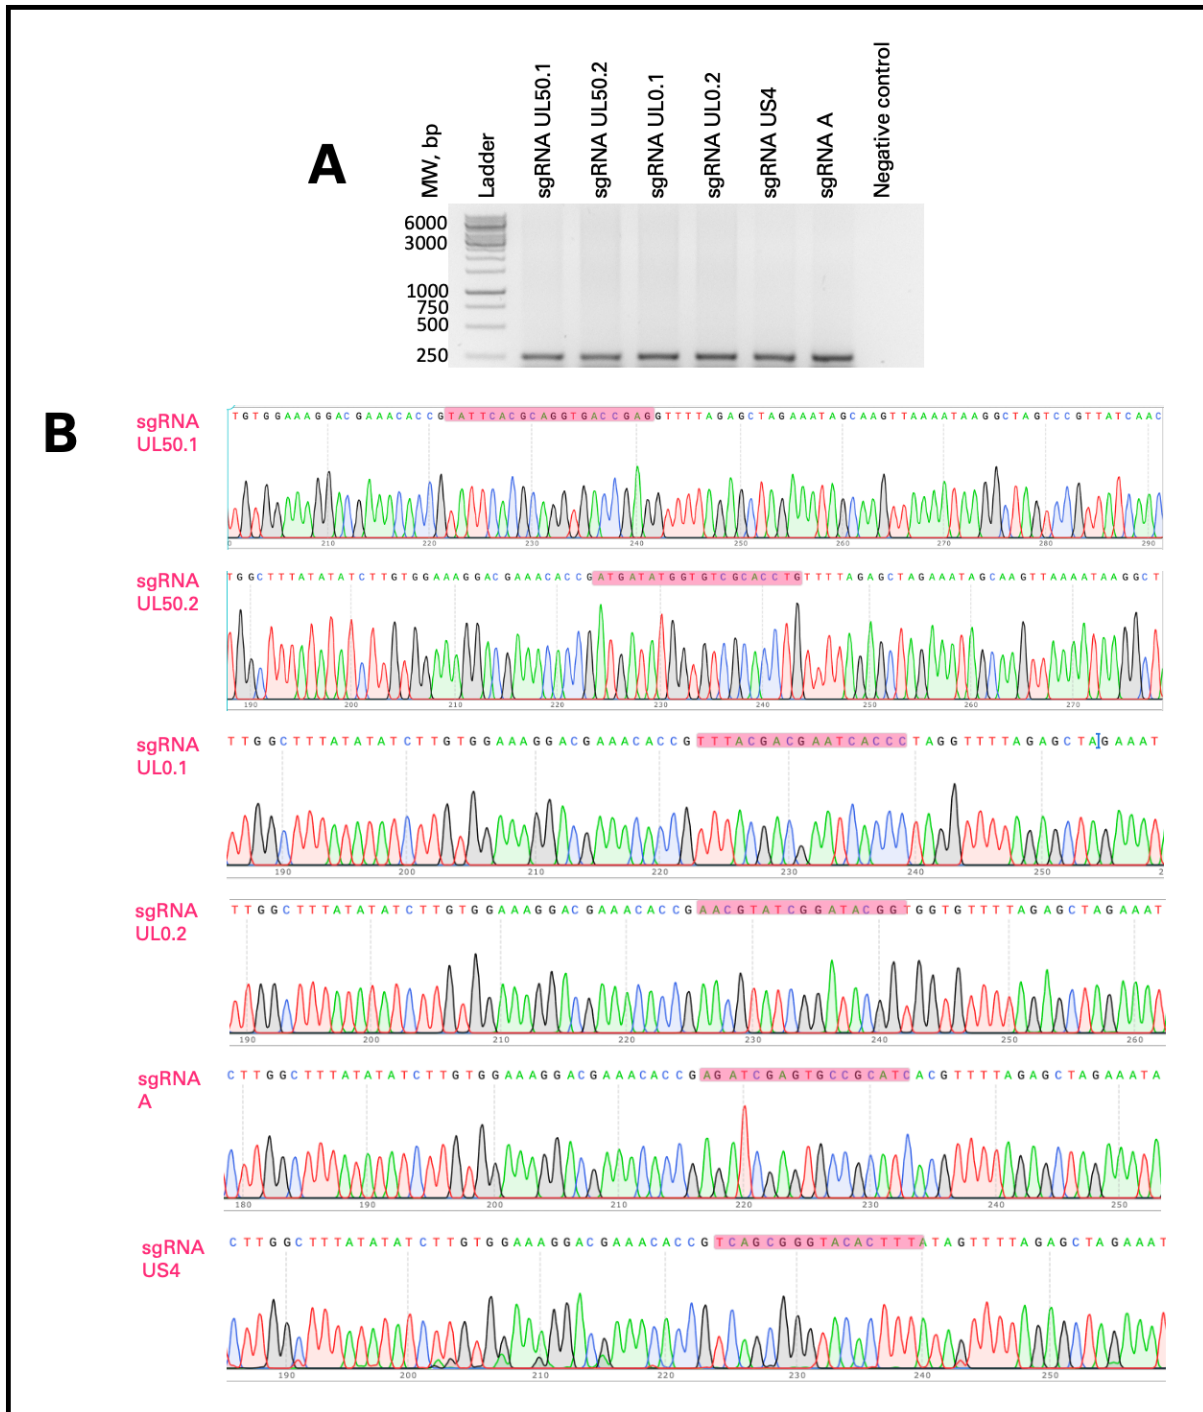 A
MW, bp
Ladder
sgRNA UL50.1
sgRNA UL50.2
sgRNA UL0.1
sgRNA UL0.2
sgRNA US4
sgRNA A
Negative control
6000
3000
1000
750
500
250
B
sgRNA
UL50.1
TGTGGAAAGGACGAAACACCGTATTCACGCAGGTGACCGAGGTTTTAGAGCTAGAAATAGCAAGTTAAAATAAGGCTAGTCCGTTATCAAC
0 210 220 230 240 250 260 270 280 290
sgRNA
UL50.2
TGGCTTTATATATCTTGTGGAAAGGACGAAACACCGATGATATGGTGTCGCACCTGTTTTAGAGCTAGAAATAGCAAGTTAAAATAAGGCT
190 200 210 220 230 240 250 260 270
sgRNA
UL0.1
TTGGCTTTATATATCTTGTGGAAAGGACGAAACACCGTTTACGACGAATCACCCTAGGTTTTAGAGCTAGAAAT
190 200 210 220 230 240 250 2
sgRNA
UL0.2
TTGGCTTTATATATCTTGTGGAAAGGACGAAACACCGAACGTATCGGATACGGTTGGTGTTTTAGAGCTAGAAAT
190 200 210 220 230 240 250 260
sgRNA
A
CTTGGCTTTATATATCTTGTGGAAAGGACGAAACACCGAGATCGAGTGCCGCATCACGTTTTAGAGCTAGAAATA
180 190 200 210 220 230 240 250
sgRNA
US4
CTTGGCTTTATATATCTTGTGGAAAGGACGAAACACCGTCAGCGGGTACACTTTATAGTTTTAGAGCTAGAAAT
190 200 210 220 230 240 250